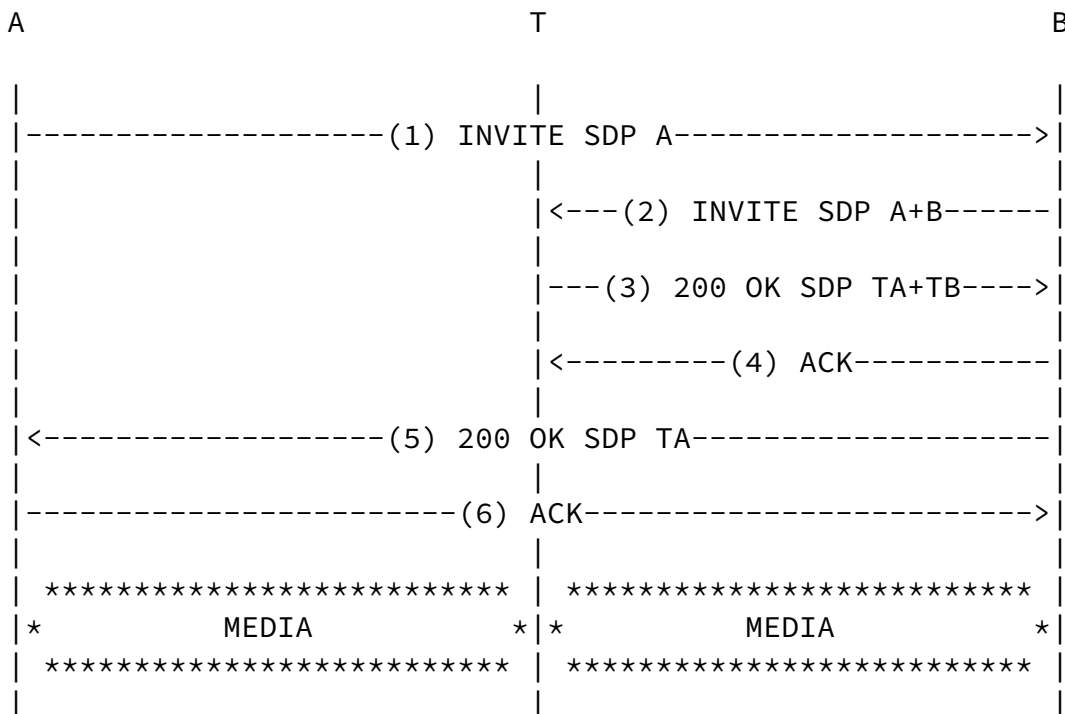 A T B
|--------------------(1) INVITE SDP A-------------------->|
|<---(2) INVITE SDP A+B------|
|---(3) 200 OK SDP TA+TB---->|
|<---------(4) ACK-----------|
|<--------------------(5) 200 OK SDP TA--------------------|
|------------------------(6) ACK-------------------------->|
************************** | **************************
|* MEDIA *|* MEDIA *|
************************** | **************************